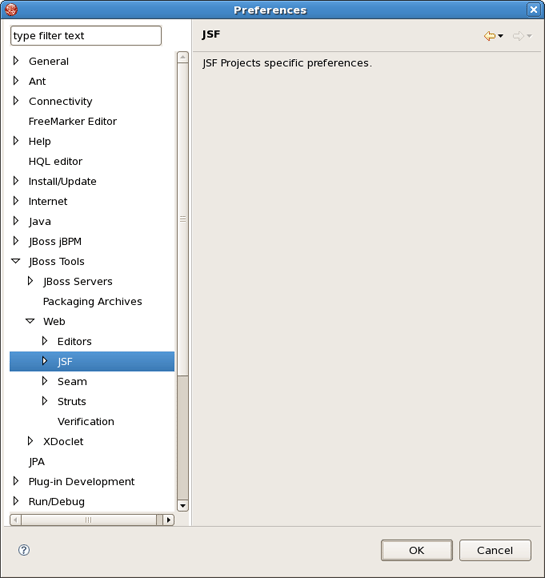 Preferences
type filter text
General
Ant
Connectivity
FreeMarker Editor
Help
HQL editor
Install/Update
Internet
Java
JBoss jBPM
JBoss Tools
JBoss Servers
Packaging Archives
Web
Editors
JSF
Seam
Struts
Verification
XDoclet
JPA
Plug-in Development
Run/Debug
JSF
JSF Projects specific preferences.
?
OK
Cancel